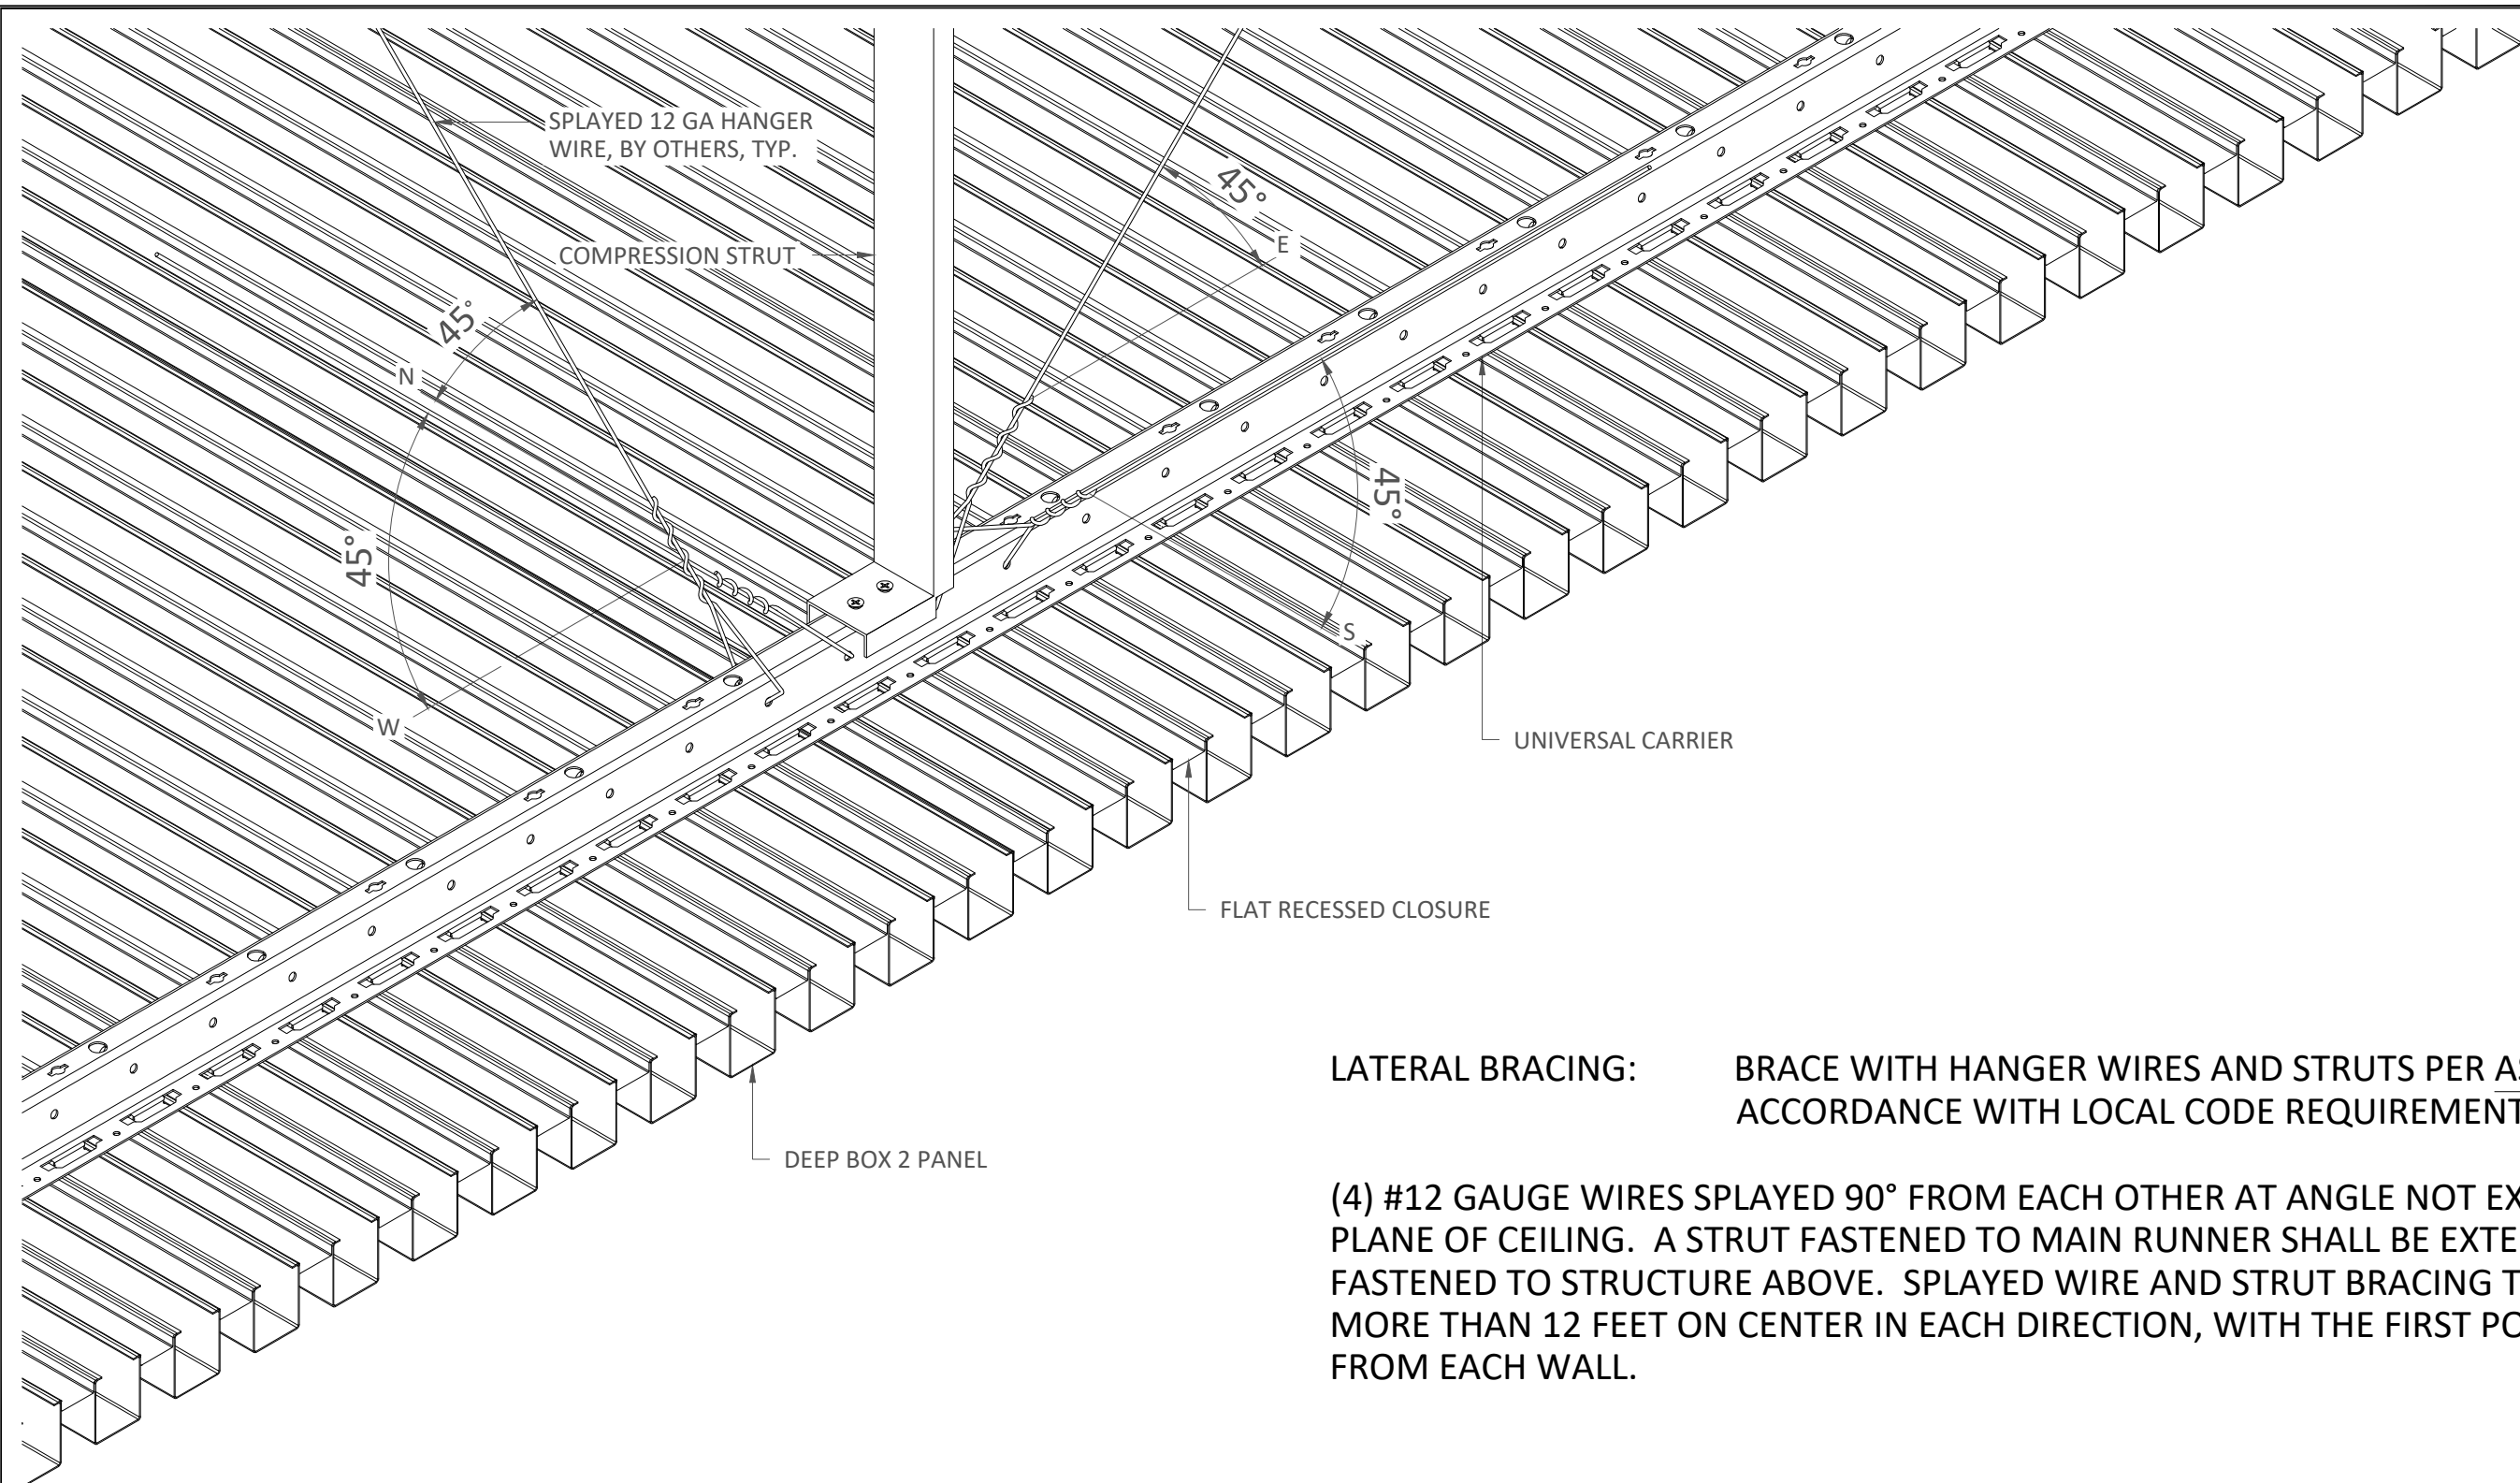 SPLAYED 12 GA HANGER
WIRE, BY OTHERS, TYP.
45°
E
COMPRESSION STRUT
45°
N
45°
45°
S
W
UNIVERSAL CARRIER
FLAT RECESSED CLOSURE
DEEP BOX 2 PANEL
LATERAL BRACING: BRACE WITH HANGER WIRES AND STRUTS PER
ACCORDANCE WITH LOCAL CODE REQUIREMENT
(4) #12 GAUGE WIRES SPLAYED 90° FROM EACH OTHER AT ANGLE NOT
PLANE OF CEILING. A STRUT FASTENED TO MAIN RUNNER SHALL BE
FASTENED TO STRUCTURE ABOVE. SPLAYED WIRE AND STRUT BRACING
MORE THAN 12 FEET ON CENTER IN EACH DIRECTION, WITH THE FIRST
FROM EACH WALL.